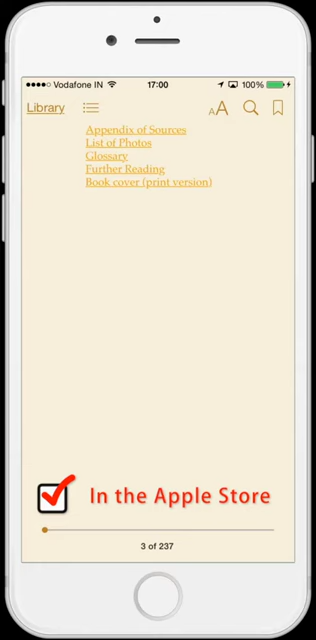 Vodafone IN 17:00 100%
Library AA
Appendix of Sources
List of Photos
Glossary
Further Reading
Book cover (print version)
In the Apple Store
3 of 237